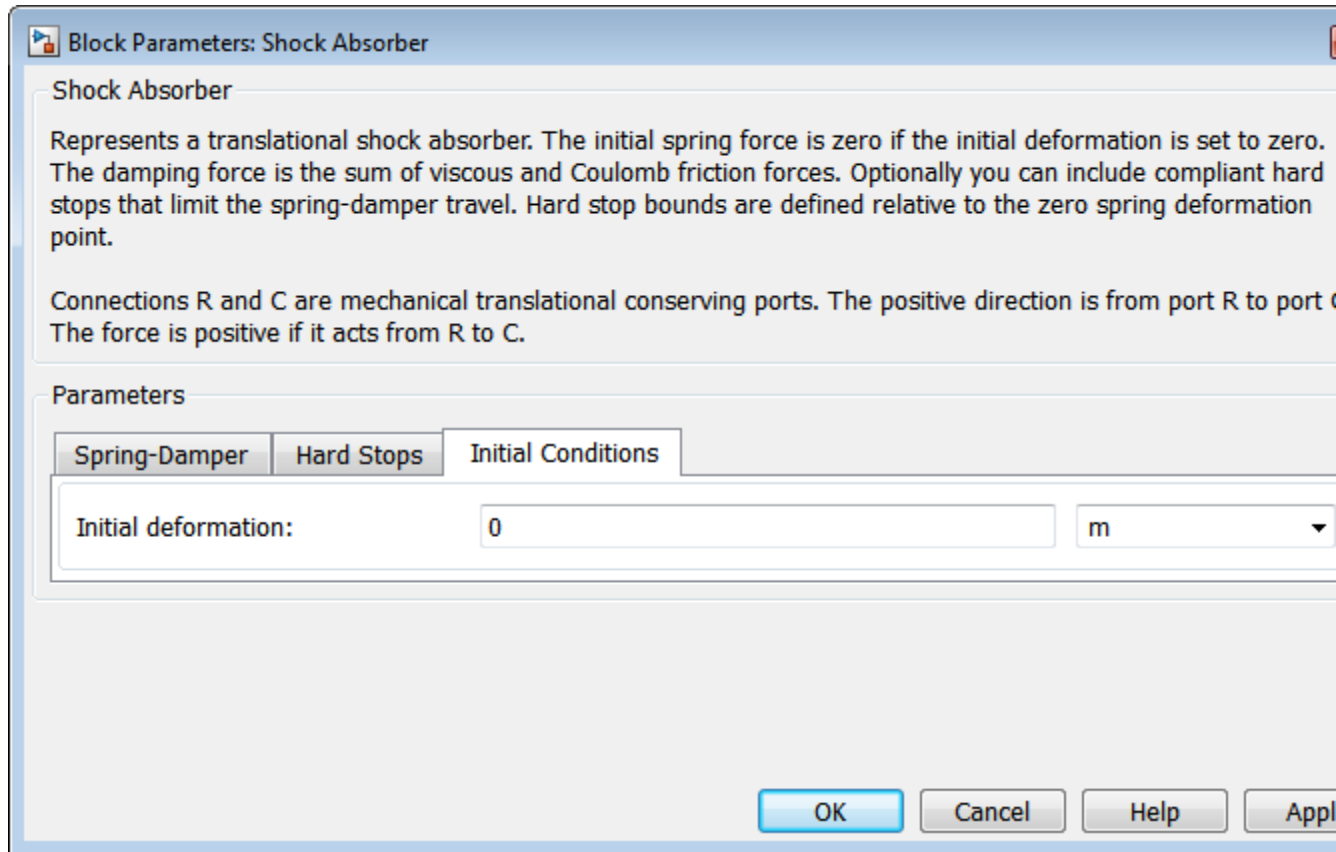 Block Parameters: Shock Absorber
Shock Absorber
Represents a translational shock absorber. The initial spring force is zero if the initial deformation is set to zero.
The damping force is the sum of viscous and Coulomb friction forces. Optionally you can include compliant hard
stops that limit the spring-damper travel. Hard stop bounds are defined relative to the zero spring deformation
point.
Connections R and C are mechanical translational conserving ports. The positive direction is from port R to port
The force is positive if it acts from R to C.
Parameters
Spring-Damper Hard Stops Initial Conditions
Initial deformation: 0 m
OK Cancel Help Appl